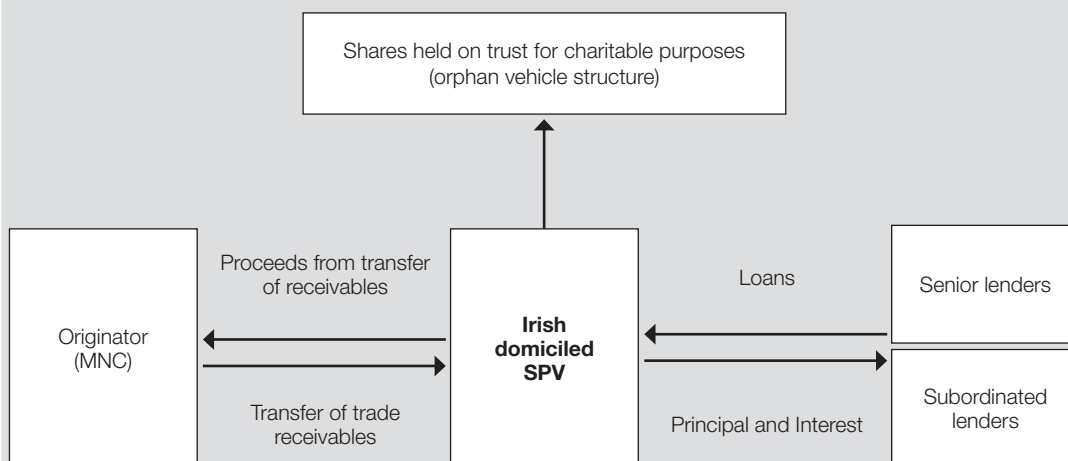 Shares held on trust for charitable purposes
(orphan vehicle structure)
Originator
(MNC)
Proceeds from transfer
of receivables
Transfer of trade
receivables
Irish
domiciled
SPV
Loans
Principal and Interest
Senior lenders
Subordinated
lenders